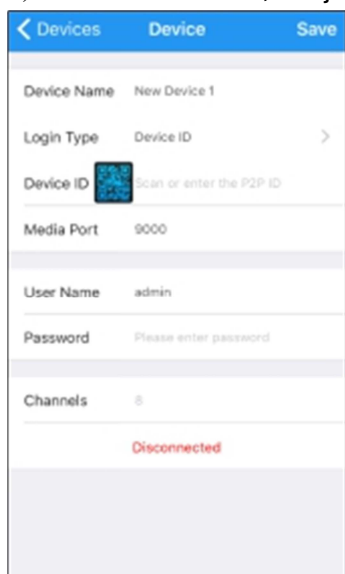 Devices Device Save
Device Name New Device 1
Login Type Device ID
Device ID Scan or enter the P2P ID
Media Port 9000
User Name admin
Password Please enter password
Channels 8
Disconnected